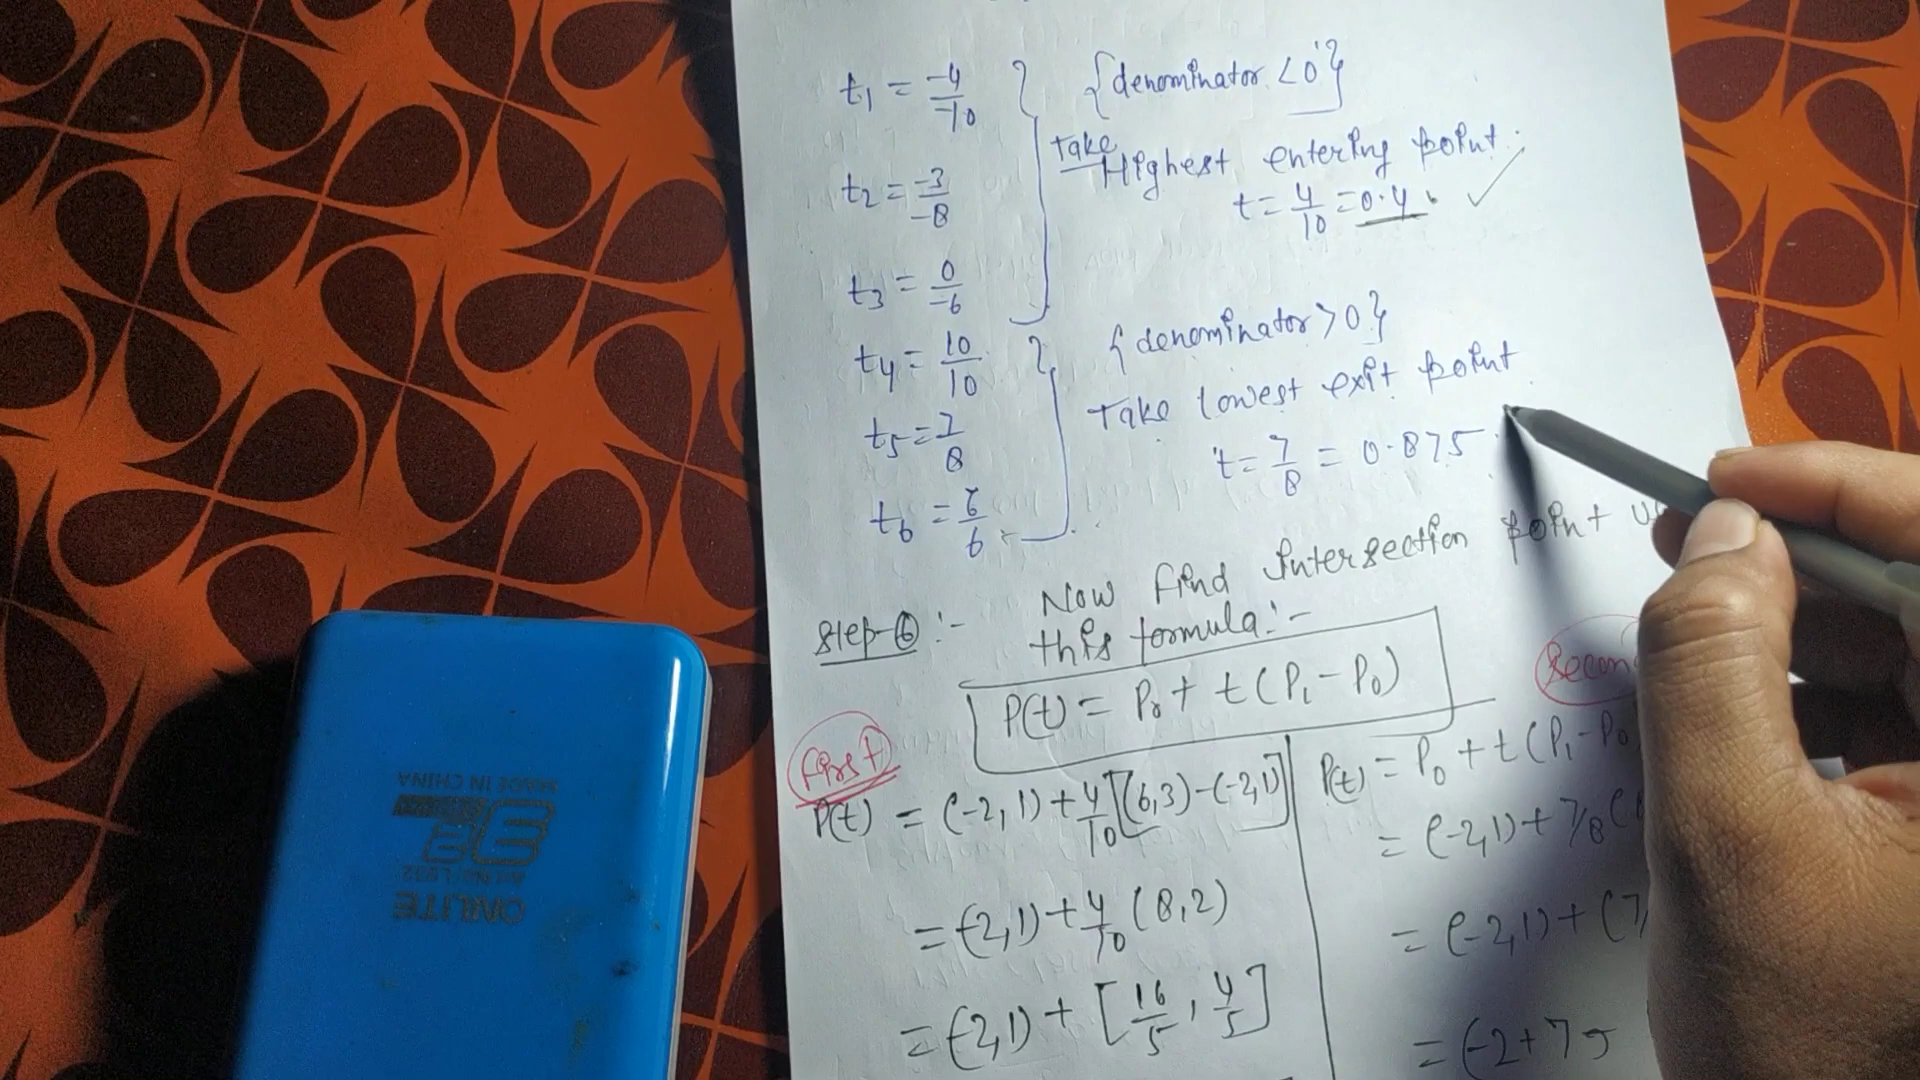 t1 = -4/-10 } {denominator <0}
Take Highest entering point.
t2 = -3/-8
t = 4/10 = 0.4 ✓
t3 = 0/-6
t4 = 10/10 } {denominator >0}
Take lowest exit point
t5 = 7/8
t = 7/8 = 0.875
t6 = 6/6
Step-6 :- Now find intersection point
this formula:-
P(t) = P0 + t(P1 - P0)
First
P(t) = (-2, 1) + 4/10 [(6,3) - (-2,1)]
= (-2,1) + 4/10 (8,2)
= (-2,1) + [16/5, 4/5]
P(t) = P0 + t(P1 - P0
= (-2,1) + 7/8 (
= (-2,1) + (7,
= (-2+7,
MADE IN CHINA
ONLITE